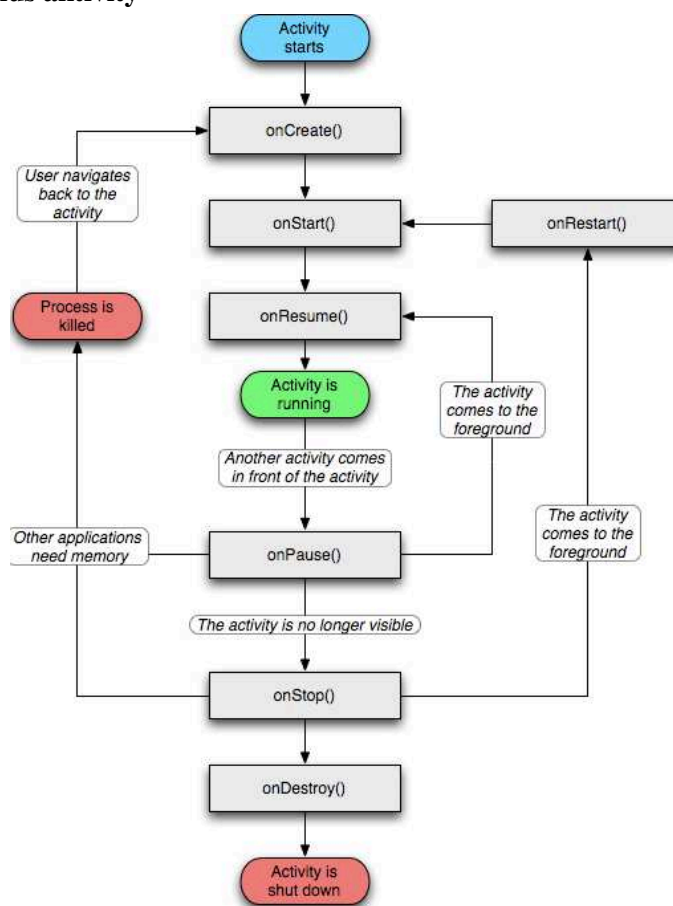 Activity
starts
onCreate()
User navigates
back to the
activity
onStart()
onRestart()
Process is
killed
onResume()
Activity is
running
The activity
comes to the
foreground
Another activity comes
in front of the activity
The activity
comes to the
foreground
Other applications
need memory
onPause()
The activity is no longer visible
onStop()
onDestroy()
Activity is
shut down